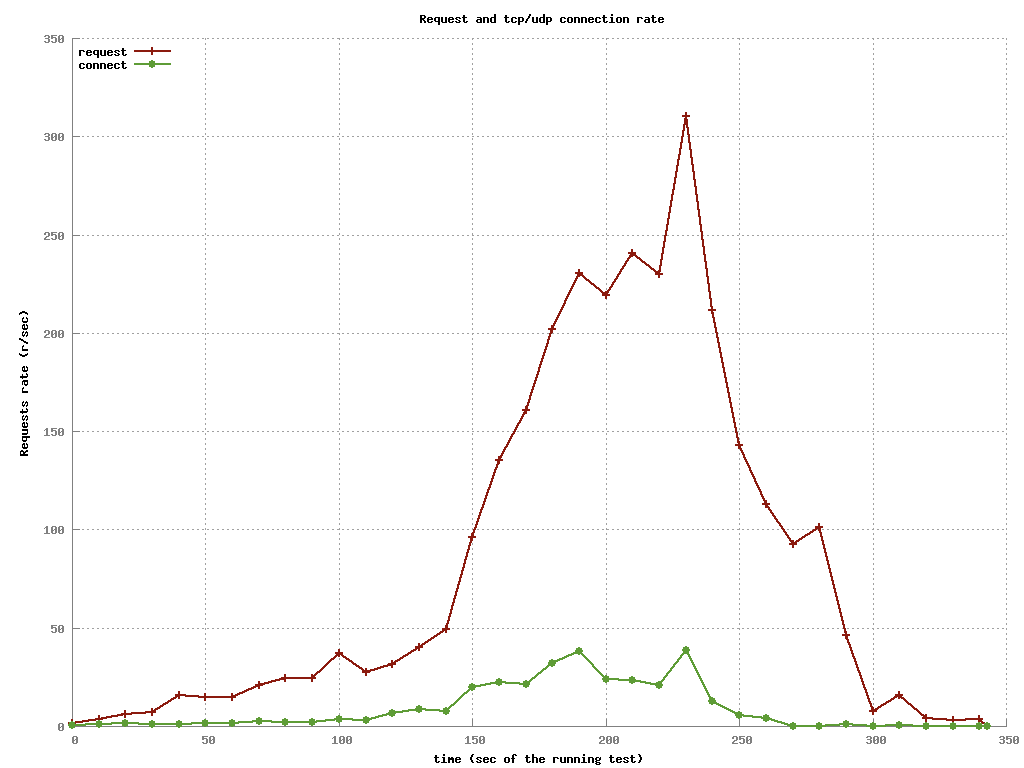 Request and tcp/udp connection rate
350
request
connect
300
250
200
Requests rate (r/sec)
150
100
50
0
0 50 100 150 200 250 300 350
time (sec of the running test)